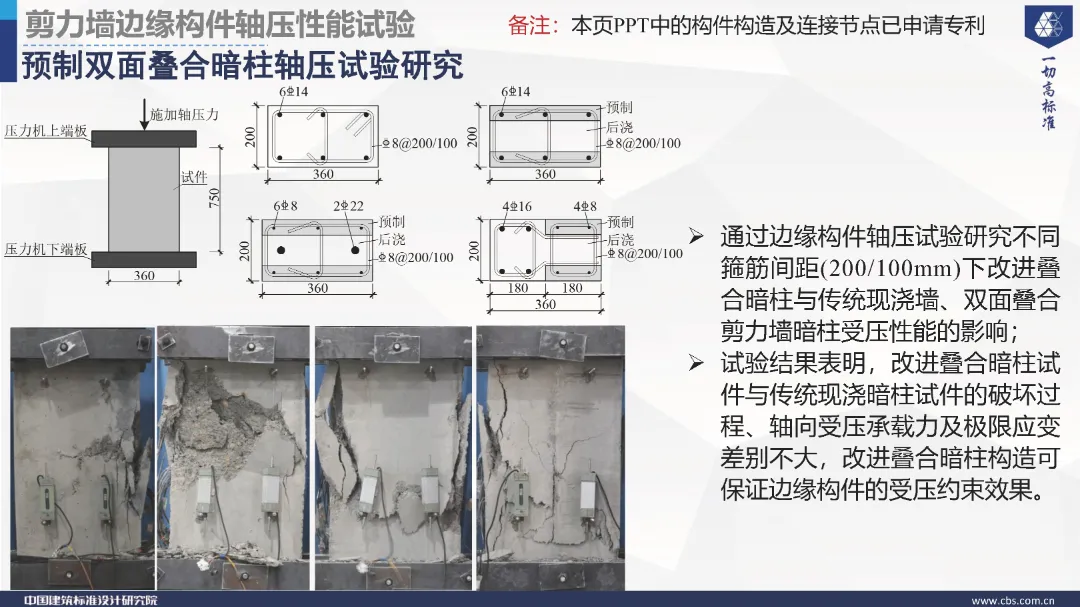 剪力墙边缘构件轴压性能试验
备注：本页PPT中的构件构造及连接节点已申请专利
预制双面叠合暗柱轴压试验研究
一切高标准
施加轴压力
压力机上端板
试件
750
压力机下端板
360
6⌽14
200
⌽8@200/100
360
6⌽14
预制
后浇
200
⌽8@200/100
360
6⌽8
2⌽22
预制
后浇
200
⌽8@200/100
360
4⌽16
4⌽8
预制
后浇
200
⌽8@200/100
180
180
360
➢ 通过边缘构件轴压试验研究不同
箍筋间距(200/100mm)下改进叠
合暗柱与传统现浇墙、双面叠合
剪力墙暗柱受压性能的影响；
➢ 试验结果表明，改进叠合暗柱试
件与传统现浇暗柱试件的破坏过
程、轴向受压承载力及极限应变
差别不大，改进叠合暗柱构造可
保证边缘构件的受压约束效果。
中国建筑标准设计研究院
www.cbs.com.cn